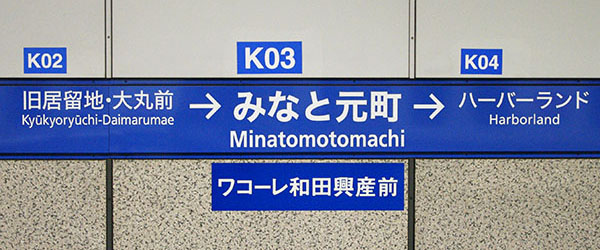 K02
K03
K04
旧居留地・大丸前 → みなと元町 → ハーバーランド
Kyūkyoryūchi-Daimarumae Minatomotomachi Harborland
ワコーレ和田興産前